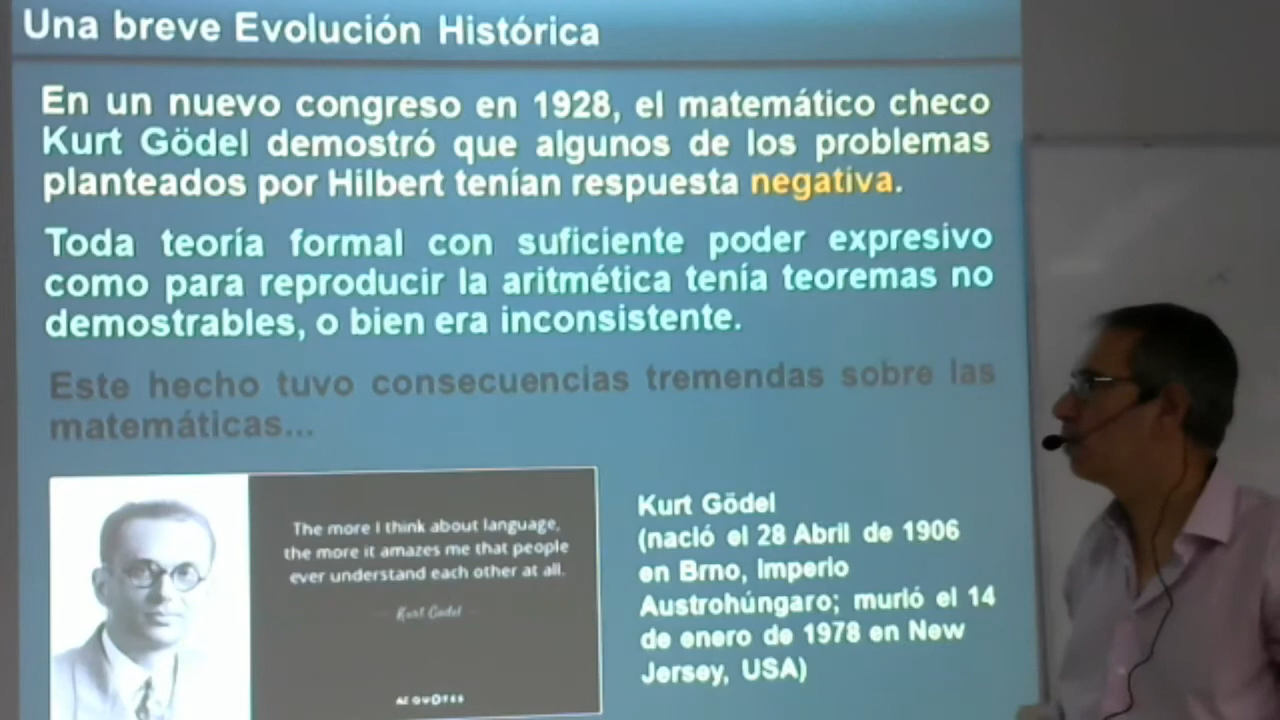 Una breve Evolución Histórica
En un nuevo congreso en 1928, el matemático checo
Kurt Gödel demostró que algunos de los problemas
planteados por Hilbert tenían respuesta negativa.
Toda teoría formal con suficiente poder expresivo
como para reproducir la aritmética tenía teoremas no
demostrables, o bien era inconsistente.
Este hecho tuvo consecuencias tremendas sobre las
matemáticas...
The more I think about language,
the more it amazes me that people
ever understand each other at all.
Kurt Godel
AZ QUOTES
Kurt Gödel
(nació el 28 Abril de 1906
en Brno, Imperio
Austrohúngaro; murió el 14
de enero de 1978 en New
Jersey, USA)